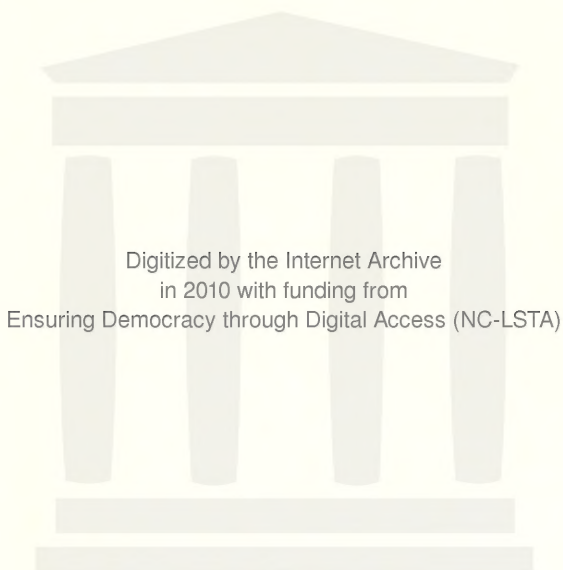 Digitized by the Internet Archive
in 2010 with funding from
Ensuring Democracy through Digital Access (NC-LSTA)